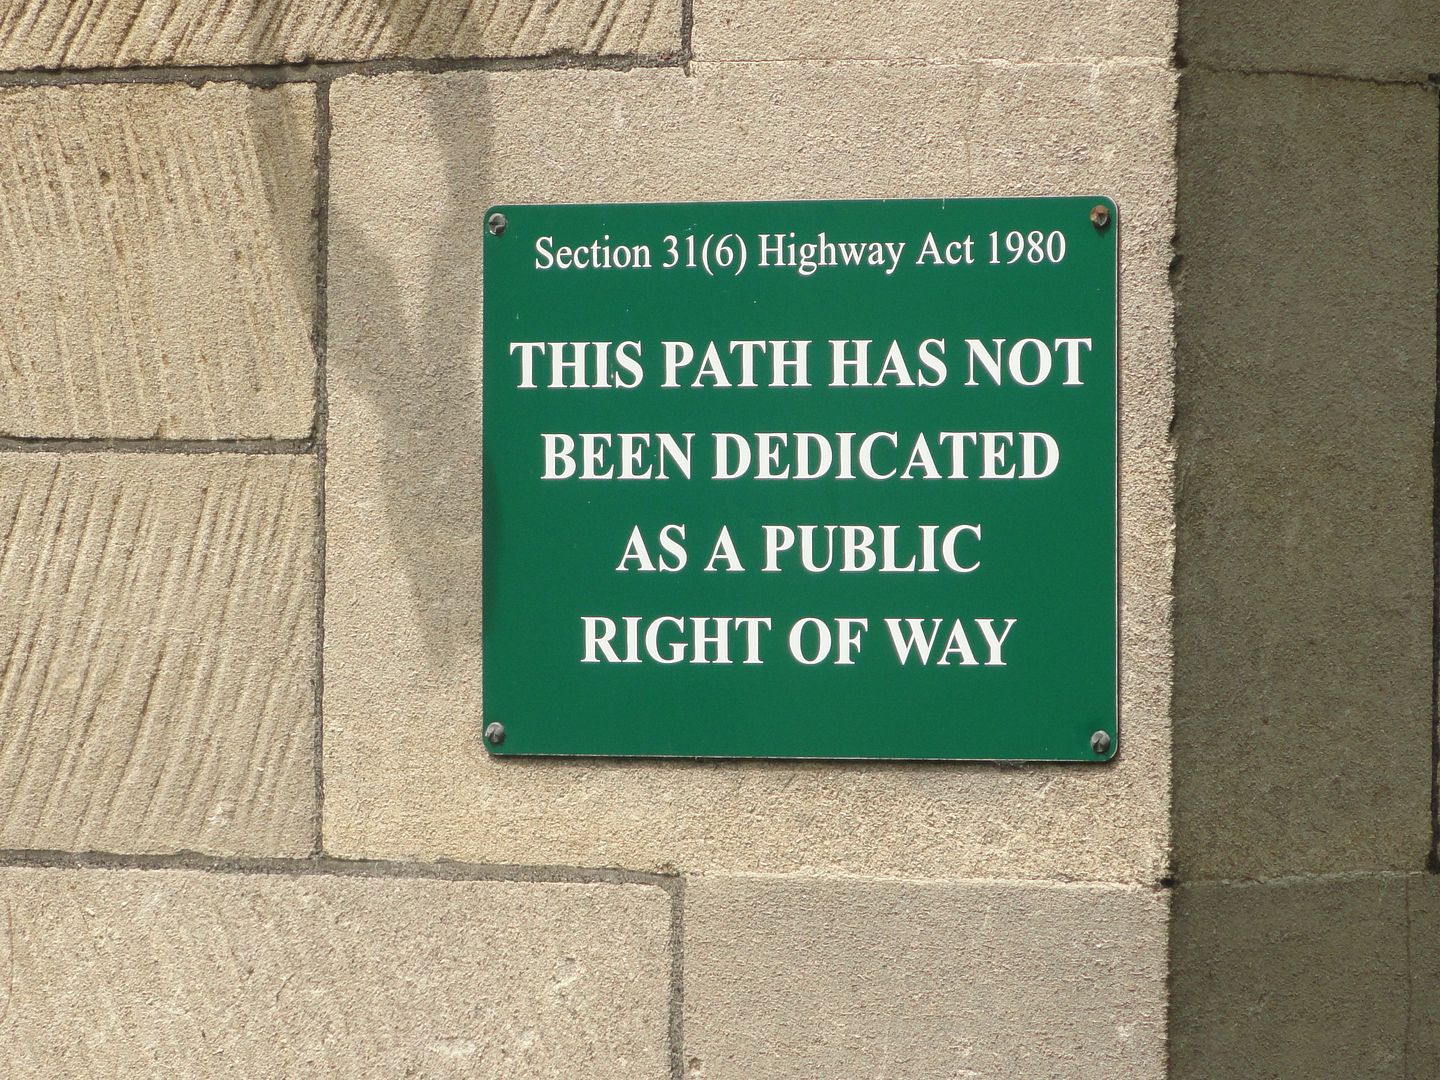 Section 31(6) Highway Act 1980
THIS PATH HAS NOT
BEEN DEDICATED
AS A PUBLIC
RIGHT OF WAY